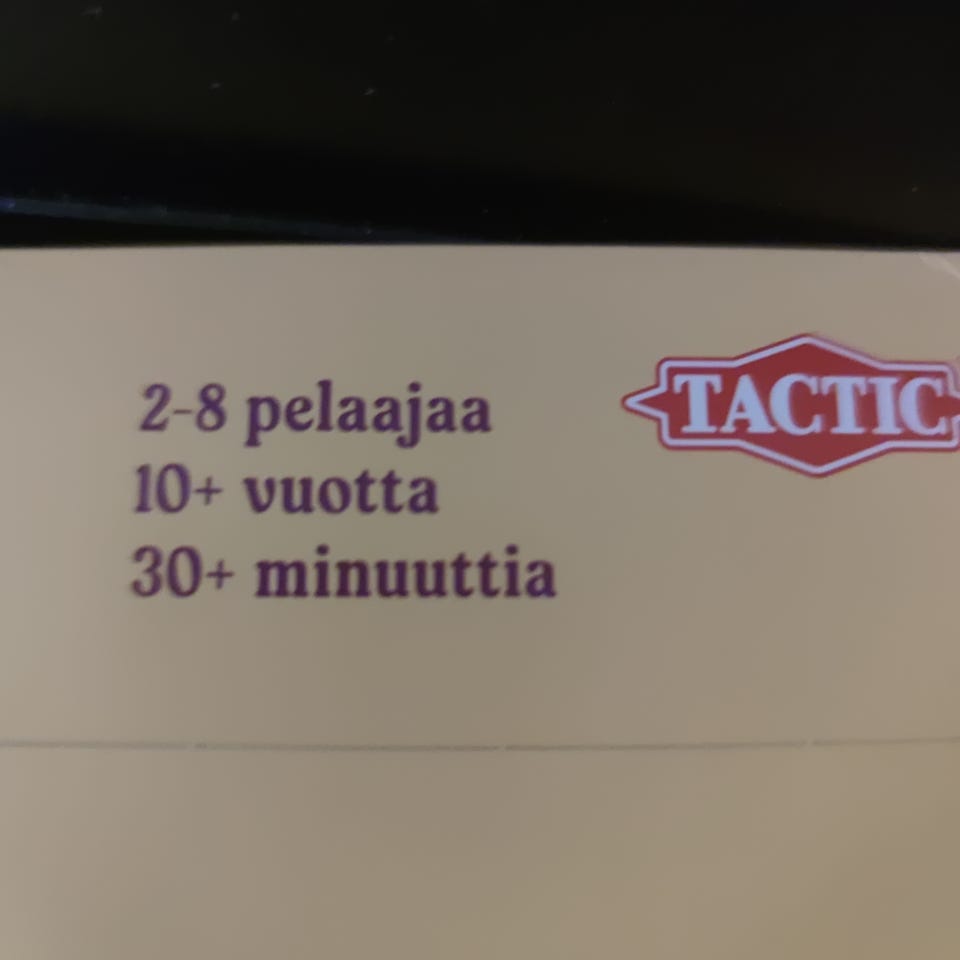 2-8 pelaajaa
10+ vuotta
30+ minuuttia
TACTIC